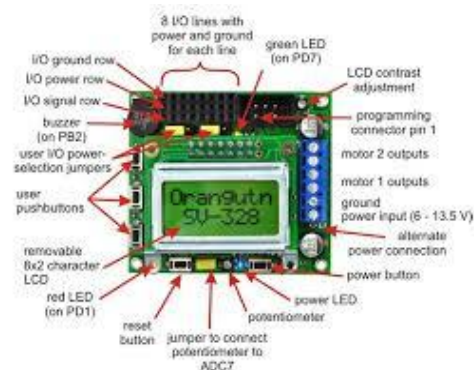 8 I/O lines with
power and ground
for each line
green LED
(on PD7)
I/O ground row
I/O power row
I/O signal row
buzzer
(on PB2)
user I/O power-
selection jumpers
user
pushbuttons
removable
8x2 character
LCD
red LED
(on PD1)
reset
button
jumper to connect
potentiometer to
ADC7
potentiometer
power LED
power button
alternate
power connection
power input (6 - 13.5 V)
ground
motor 1 outputs
motor 2 outputs
programming
connector pin 1
LCD contrast
adjustment
Orangutn
SV-328